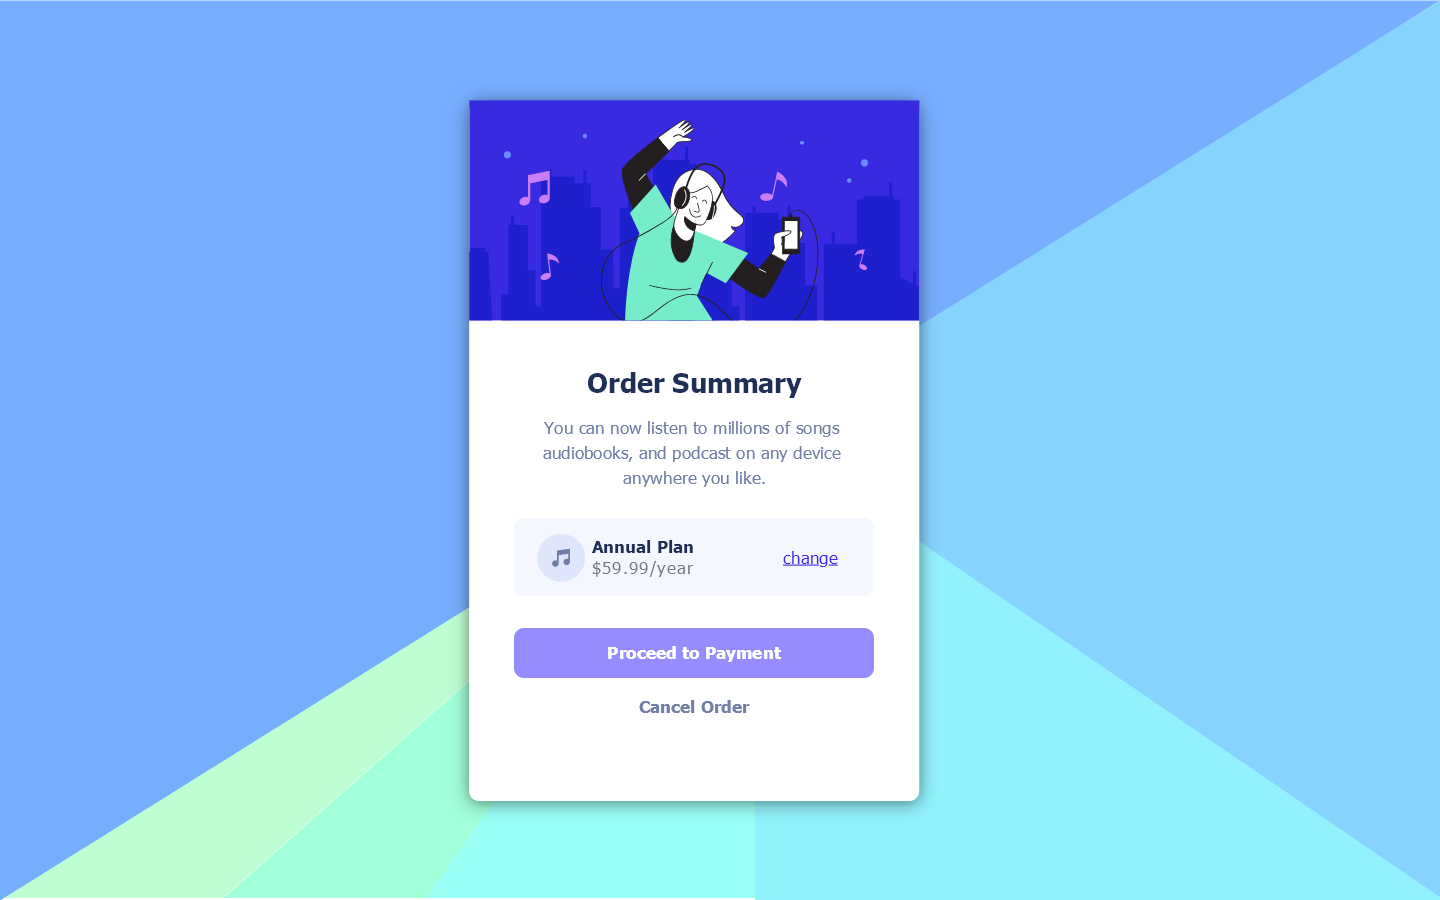 Order Summary
You can now listen to millions of songs
audiobooks, and podcast on any device
anywhere you like.
Annual Plan
$59.99/year
change
Proceed to Payment
Cancel Order